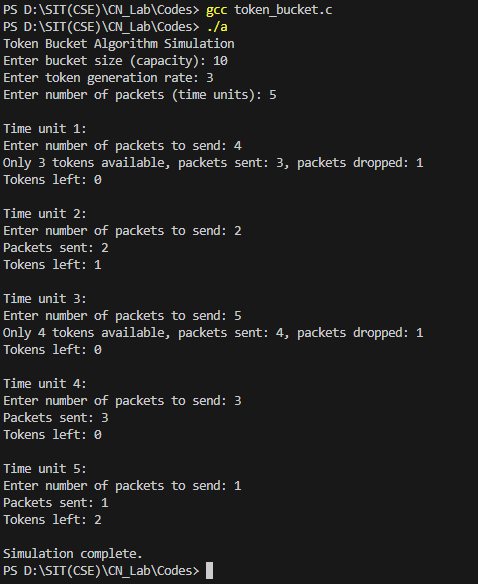 PS D:\SIT(CSE)\CN_Lab\Codes> gcc token_bucket.c
PS D:\SIT(CSE)\CN_Lab\Codes> ./a
Token Bucket Algorithm Simulation
Enter bucket size (capacity): 10
Enter token generation rate: 3
Enter number of packets (time units): 5

Time unit 1:
Enter number of packets to send: 4
Only 3 tokens available, packets sent: 3, packets dropped: 1
Tokens left: 0

Time unit 2:
Enter number of packets to send: 2
Packets sent: 2
Tokens left: 1

Time unit 3:
Enter number of packets to send: 5
Only 4 tokens available, packets sent: 4, packets dropped: 1
Tokens left: 0

Time unit 4:
Enter number of packets to send: 3
Packets sent: 3
Tokens left: 0

Time unit 5:
Enter number of packets to send: 1
Packets sent: 1
Tokens left: 2

Simulation complete.
PS D:\SIT(CSE)\CN_Lab\Codes>